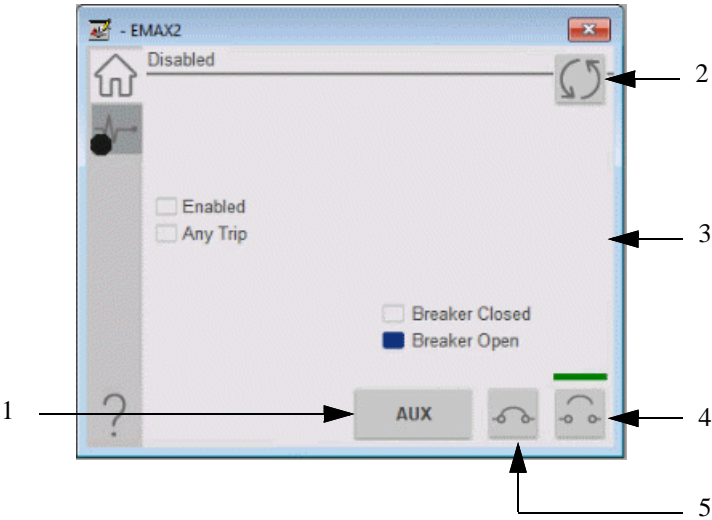 - EMAX2
Disabled
2
Enabled
Any Trip
3
Breaker Closed
Breaker Open
1
?
AUX
4
5